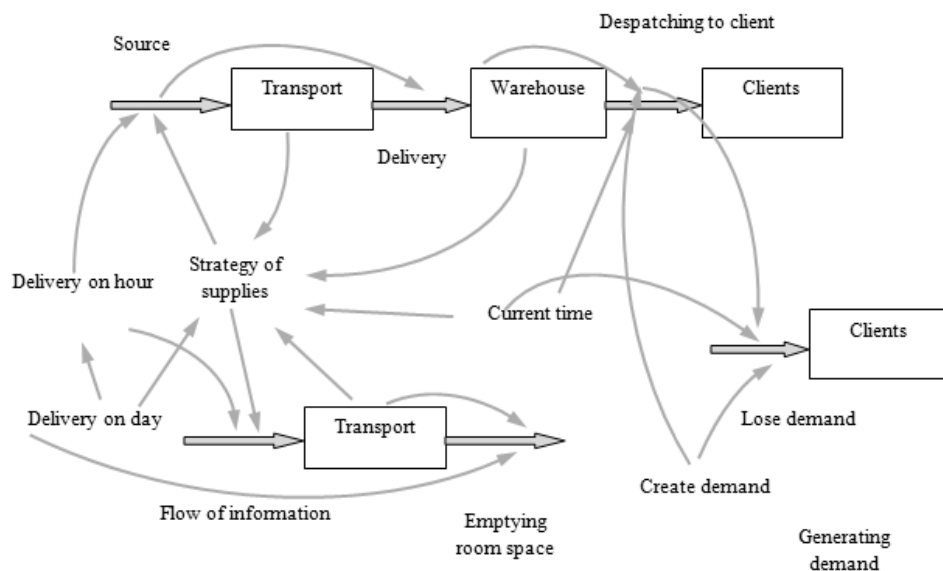 Despatching to client
Source
Transport
Warehouse
Clients
Delivery
Strategy of
supplies
Delivery on hour
Current time
Clients
Delivery on day
Transport
Lose demand
Create demand
Flow of information
Emptying
room space
Generating
demand